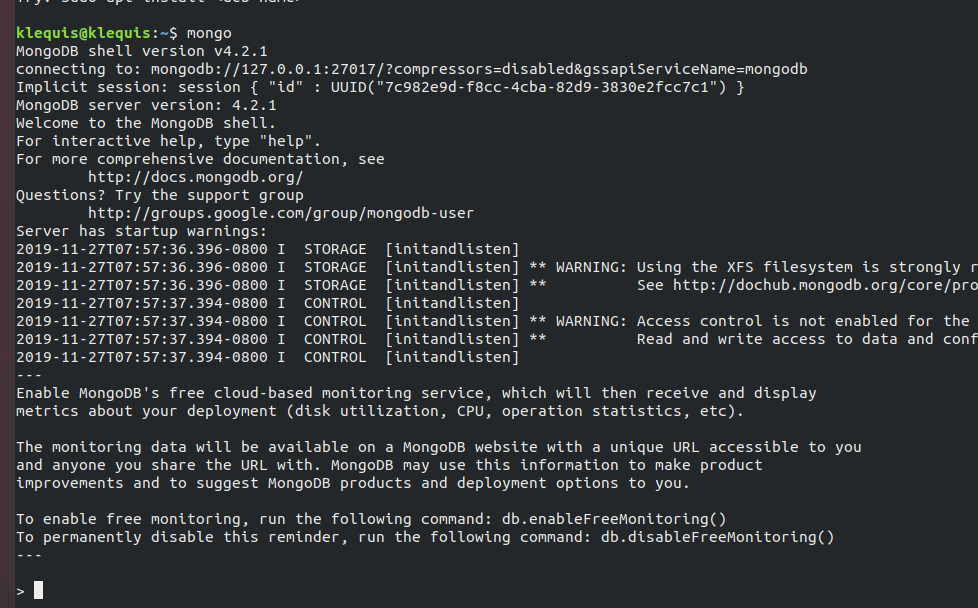 klequis@klequis:~$ mongo
MongoDB shell version v4.2.1
connecting to: mongodb://127.0.0.1:27017/?compressors=disabled&gssapiServiceName=mongodb
Implicit session: session { "id" : UUID("7c982e9d-f8cc-4cba-82d9-3830e2fcc7c1") }
MongoDB server version: 4.2.1
Welcome to the MongoDB shell.
For interactive help, type "help".
For more comprehensive documentation, see
        http://docs.mongodb.org/
Questions? Try the support group
        http://groups.google.com/group/mongodb-user
Server has startup warnings:
2019-11-27T07:57:36.396-0800 I  STORAGE  [initandlisten]
2019-11-27T07:57:36.396-0800 I  STORAGE  [initandlisten] ** WARNING: Using the XFS filesystem is strongly r
2019-11-27T07:57:36.396-0800 I  STORAGE  [initandlisten] **          See http://dochub.mongodb.org/core/pro
2019-11-27T07:57:37.394-0800 I  CONTROL  [initandlisten]
2019-11-27T07:57:37.394-0800 I  CONTROL  [initandlisten] ** WARNING: Access control is not enabled for the
2019-11-27T07:57:37.394-0800 I  CONTROL  [initandlisten] **          Read and write access to data and conf
2019-11-27T07:57:37.394-0800 I  CONTROL  [initandlisten]
---
Enable MongoDB's free cloud-based monitoring service, which will then receive and display
metrics about your deployment (disk utilization, CPU, operation statistics, etc).

The monitoring data will be available on a MongoDB website with a unique URL accessible to you
and anyone you share the URL with. MongoDB may use this information to make product
improvements and to suggest MongoDB products and deployment options to you.

To enable free monitoring, run the following command: db.enableFreeMonitoring()
To permanently disable this reminder, run the following command: db.disableFreeMonitoring()
---

>